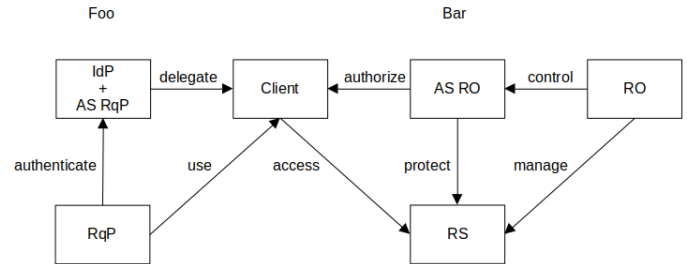 Foo
Bar
IdP
+
AS RqP
delegate
Client
authorize
AS RO
control
RO
authenticate
use
access
protect
manage
RqP
RS